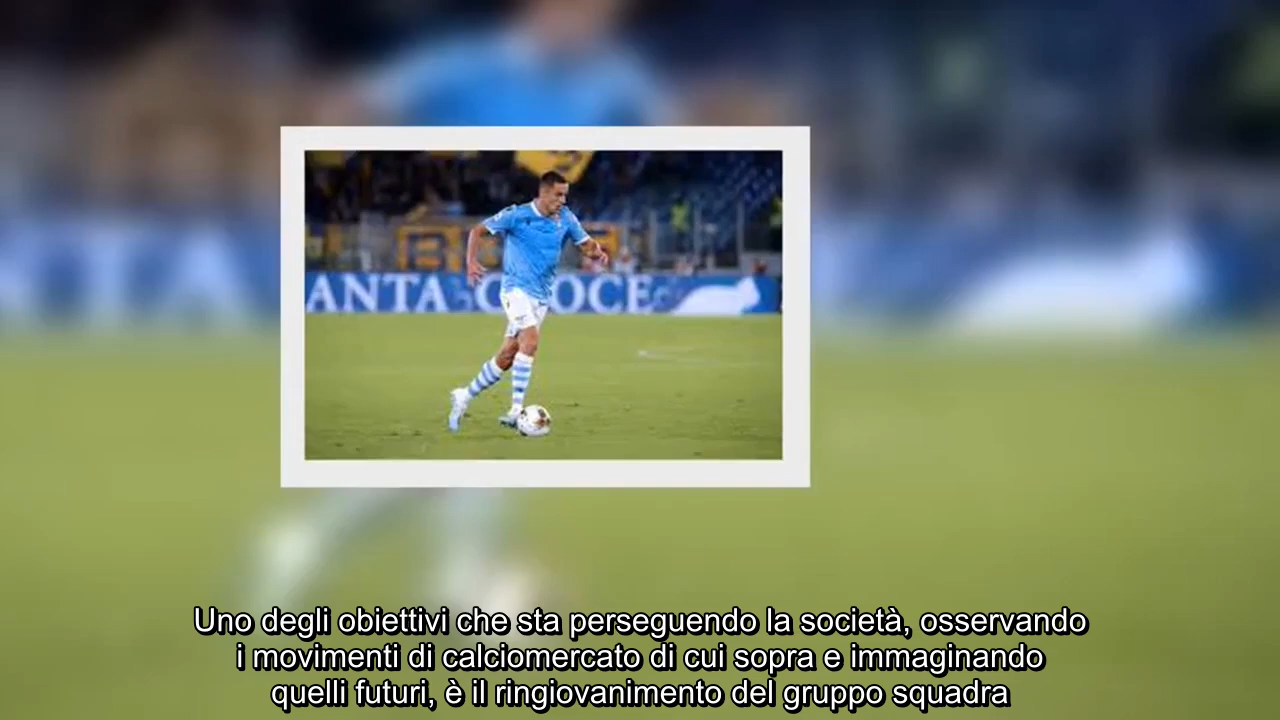 ANTA CROCE
Uno degli obiettivi che sta perseguendo la società, osservando
i movimenti di calciomercato di cui sopra e immaginando
quelli futuri, è il ringiovanimento del gruppo squadra